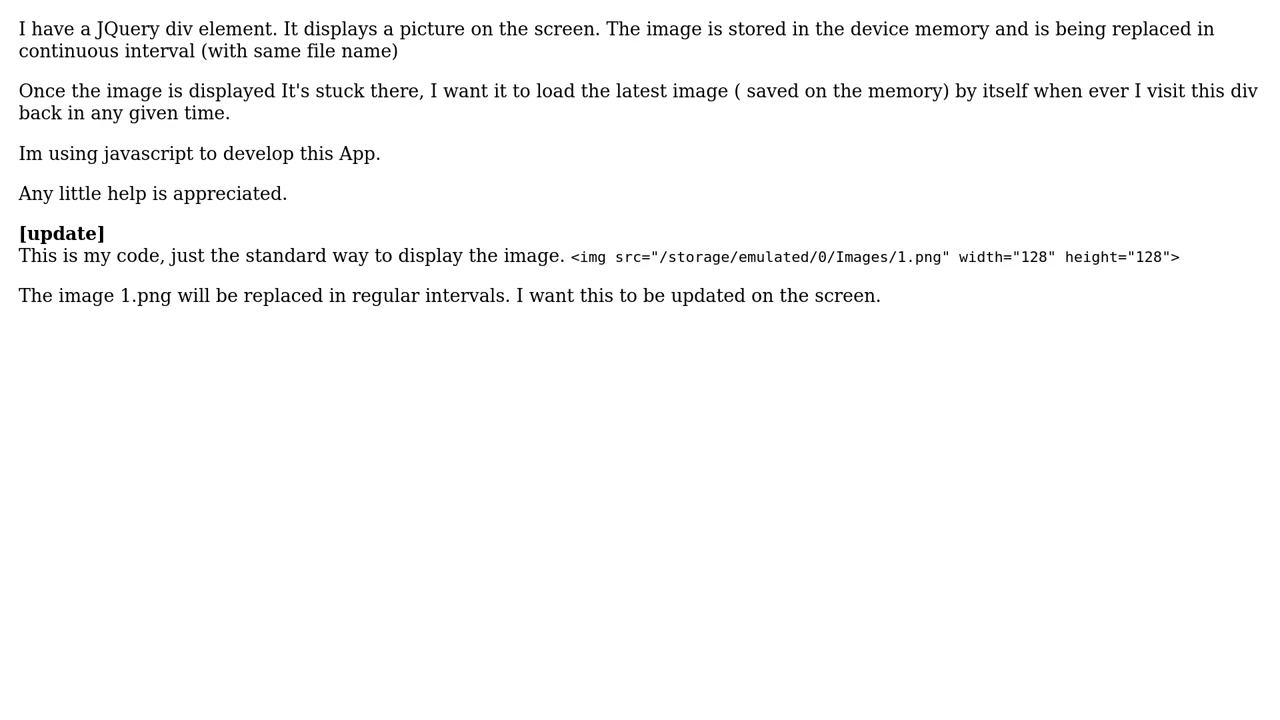 I have a JQuery div element. It displays a picture on the screen. The image is stored in the device memory and is being replaced in
continuous interval (with same file name)
Once the image is displayed It's stuck there, I want it to load the latest image ( saved on the memory) by itself when ever I visit this div
back in any given time.
Im using javascript to develop this App.
Any little help is appreciated.
[update]
This is my code, just the standard way to display the image. <img src="/storage/emulated/0/Images/1.png" width="128" height="128">
The image 1.png will be replaced in regular intervals. I want this to be updated on the screen.